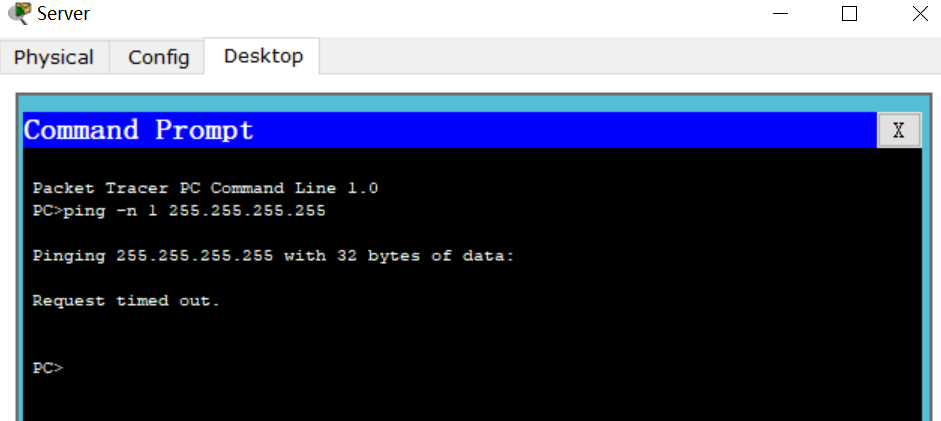 Server
Physical Config Desktop
Command Prompt X
Packet Tracer PC Command Line 1.0
PC>ping -n 1 255.255.255.255
Pinging 255.255.255.255 with 32 bytes of data:
Request timed out.
PC>